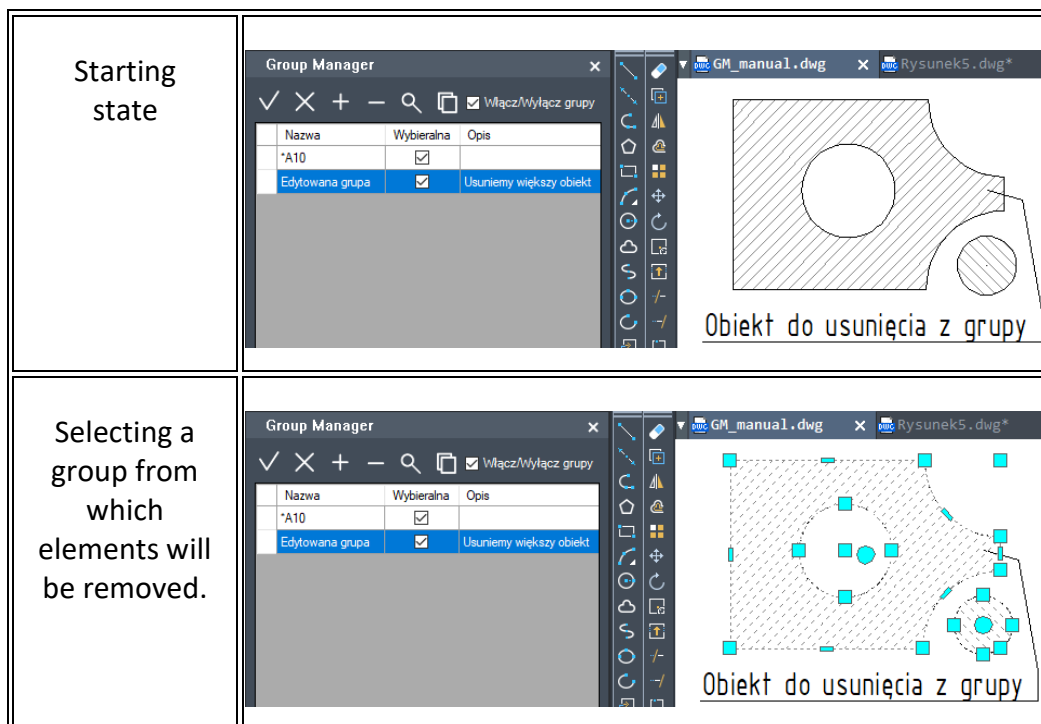 Starting
state
Group Manager
GM_manual.dwg
Rysunek5.dwg*
Włącz/Wyłącz grupy
Nazwa Wybieralna Opis
*A10
Edytowana grupa Usuniemy większy obiekt
Obiekt do usunięcia z grupy
Selecting a
group from
which
elements will
be removed.
Group Manager
GM_manual.dwg
Rysunek5.dwg*
Włącz/Wyłącz grupy
Nazwa Wybieralna Opis
*A10
Edytowana grupa Usuniemy większy obiekt
Obiekt do usunięcia z grupy